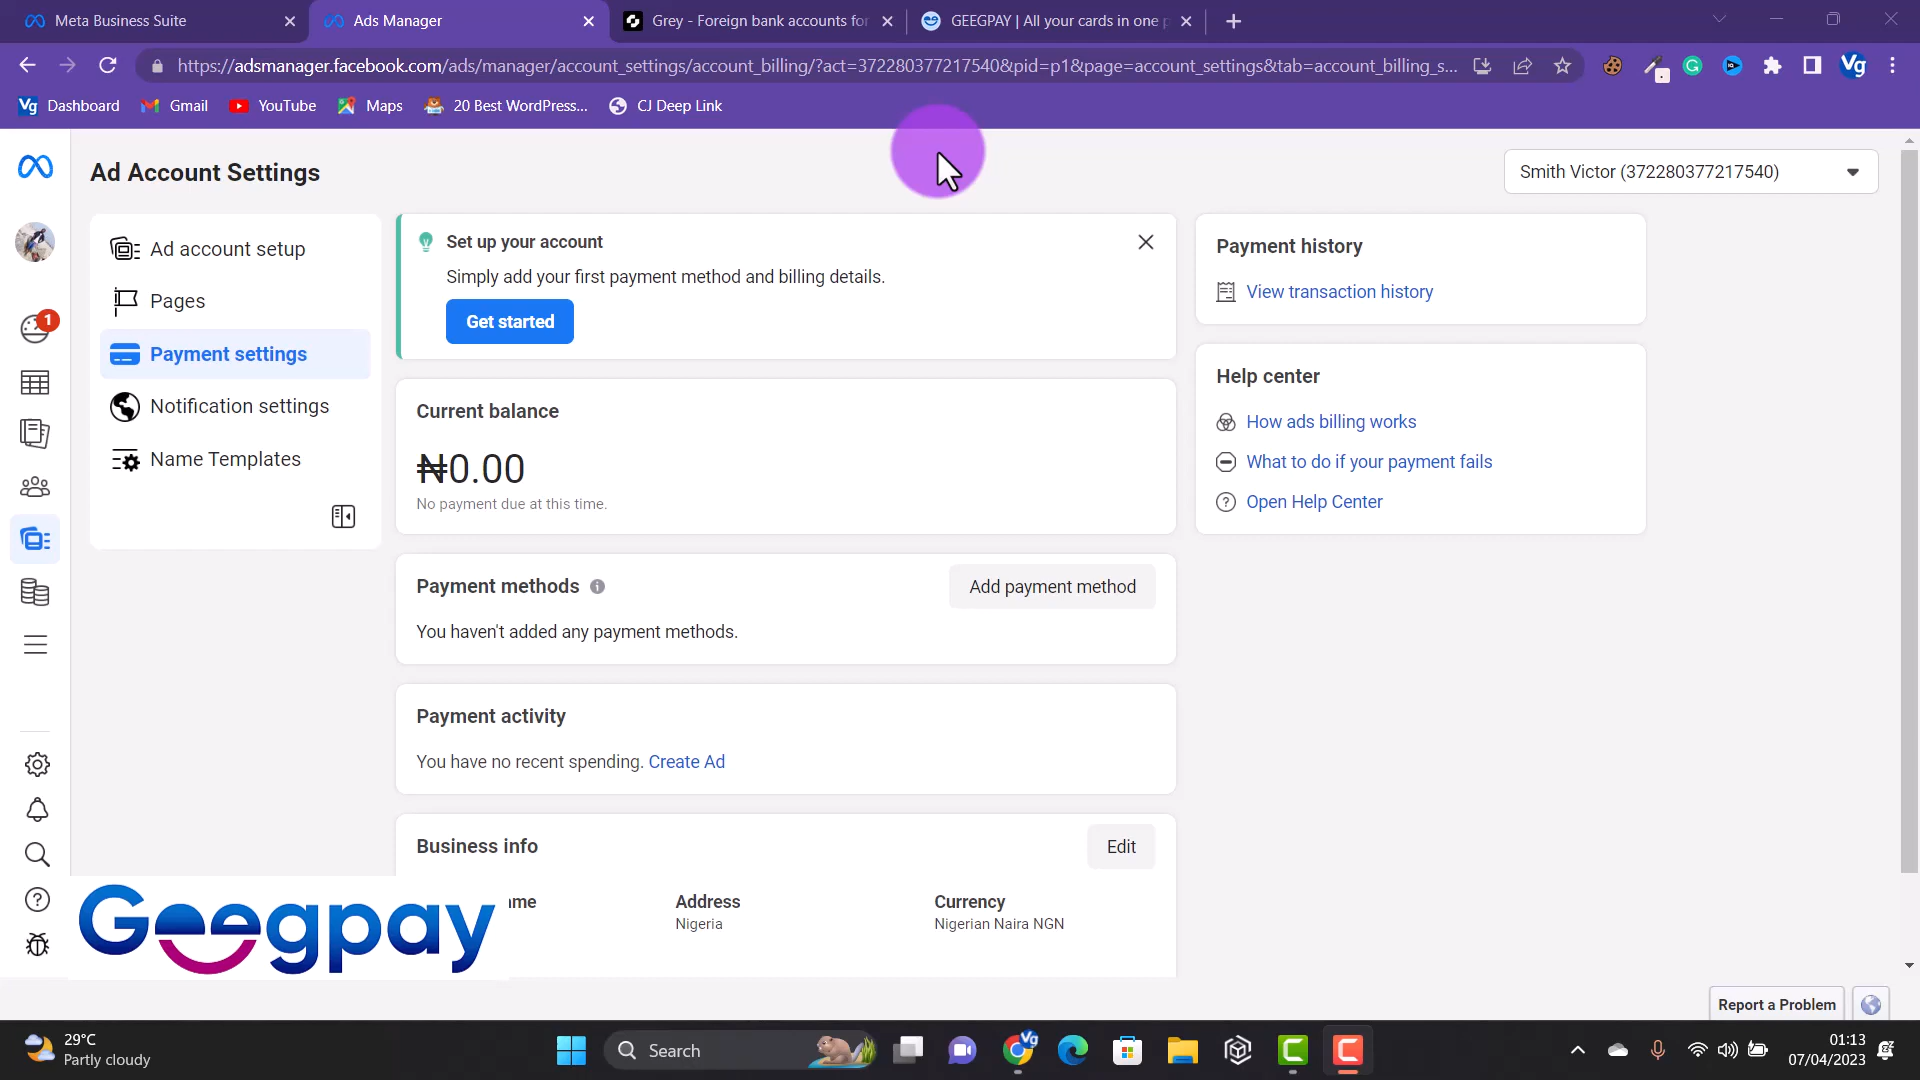 Meta Business Suite
Ads Manager
Grey - Foreign bank accounts for
GEEGPAY | All your cards in one p
https://adsmanager.facebook.com/ads/manager/account_settings/account_billing/?act=372280377217540&pid=p1&page=account_settings&tab=account_billing_s...
Vg
Vg Dashboard
Gmail
YouTube
Maps
20 Best WordPress...
CJ Deep Link
Ad Account Settings
Smith Victor (372280377217540)
Ad account setup
Pages
Payment settings
Notification settings
Name Templates
1
Set up your account
Simply add your first payment method and billing details.
Get started
Current balance
₦0.00
No payment due at this time.
Payment methods
Add payment method
You haven't added any payment methods.
Payment activity
You have no recent spending. Create Ad
Business info
Edit
ame
Address
Currency
Nigeria
Nigerian Naira NGN
Payment history
View transaction history
Help center
How ads billing works
What to do if your payment fails
Open Help Center
Geegpay
Report a Problem
29°C
Partly cloudy
Search
Vg
01:13
07/04/2023